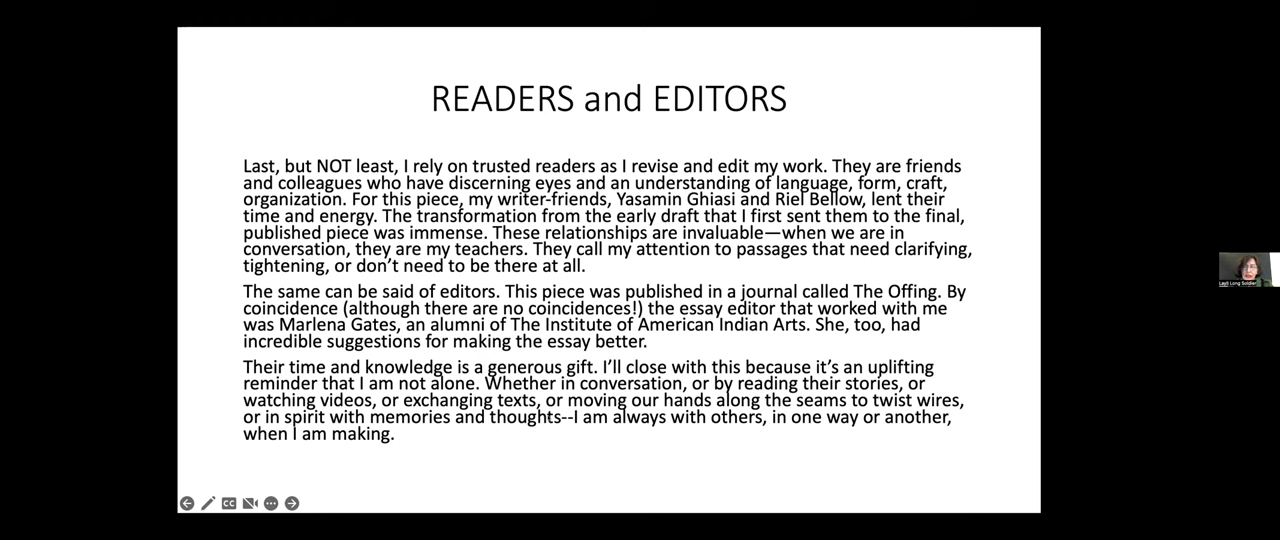 READERS and EDITORS
Last, but NOT least, I rely on trusted readers as I revise and edit my work. They are friends
and colleagues who have discerning eyes and an understanding of language, form, craft,
organization. For this piece, my writer-friends, Yasamin Ghiasi and Riel Bellow, lent their
time and energy. The transformation from the early draft that I first sent them to the final,
published piece was immense. These relationships are invaluable—when we are in
conversation, they are my teachers. They call my attention to passages that need clarifying,
tightening, or don't need to be there at all.
The same can be said of editors. This piece was published in a journal called The Offing. By
coincidence (although there are no coincidences!) the essay editor that worked with me
was Marlena Gates, an alumni of The Institute of American Indian Arts. She, too, had
incredible suggestions for making the essay better.
Their time and knowledge is a generous gift. I'll close with this because it's an uplifting
reminder that I am not alone. Whether in conversation, or by reading their stories, or
watching videos, or exchanging texts, or moving our hands along the seams to twist wires,
or in spirit with memories and thoughts--I am always with others, in one way or another,
when I am making.
CC
Layli Long Soldier